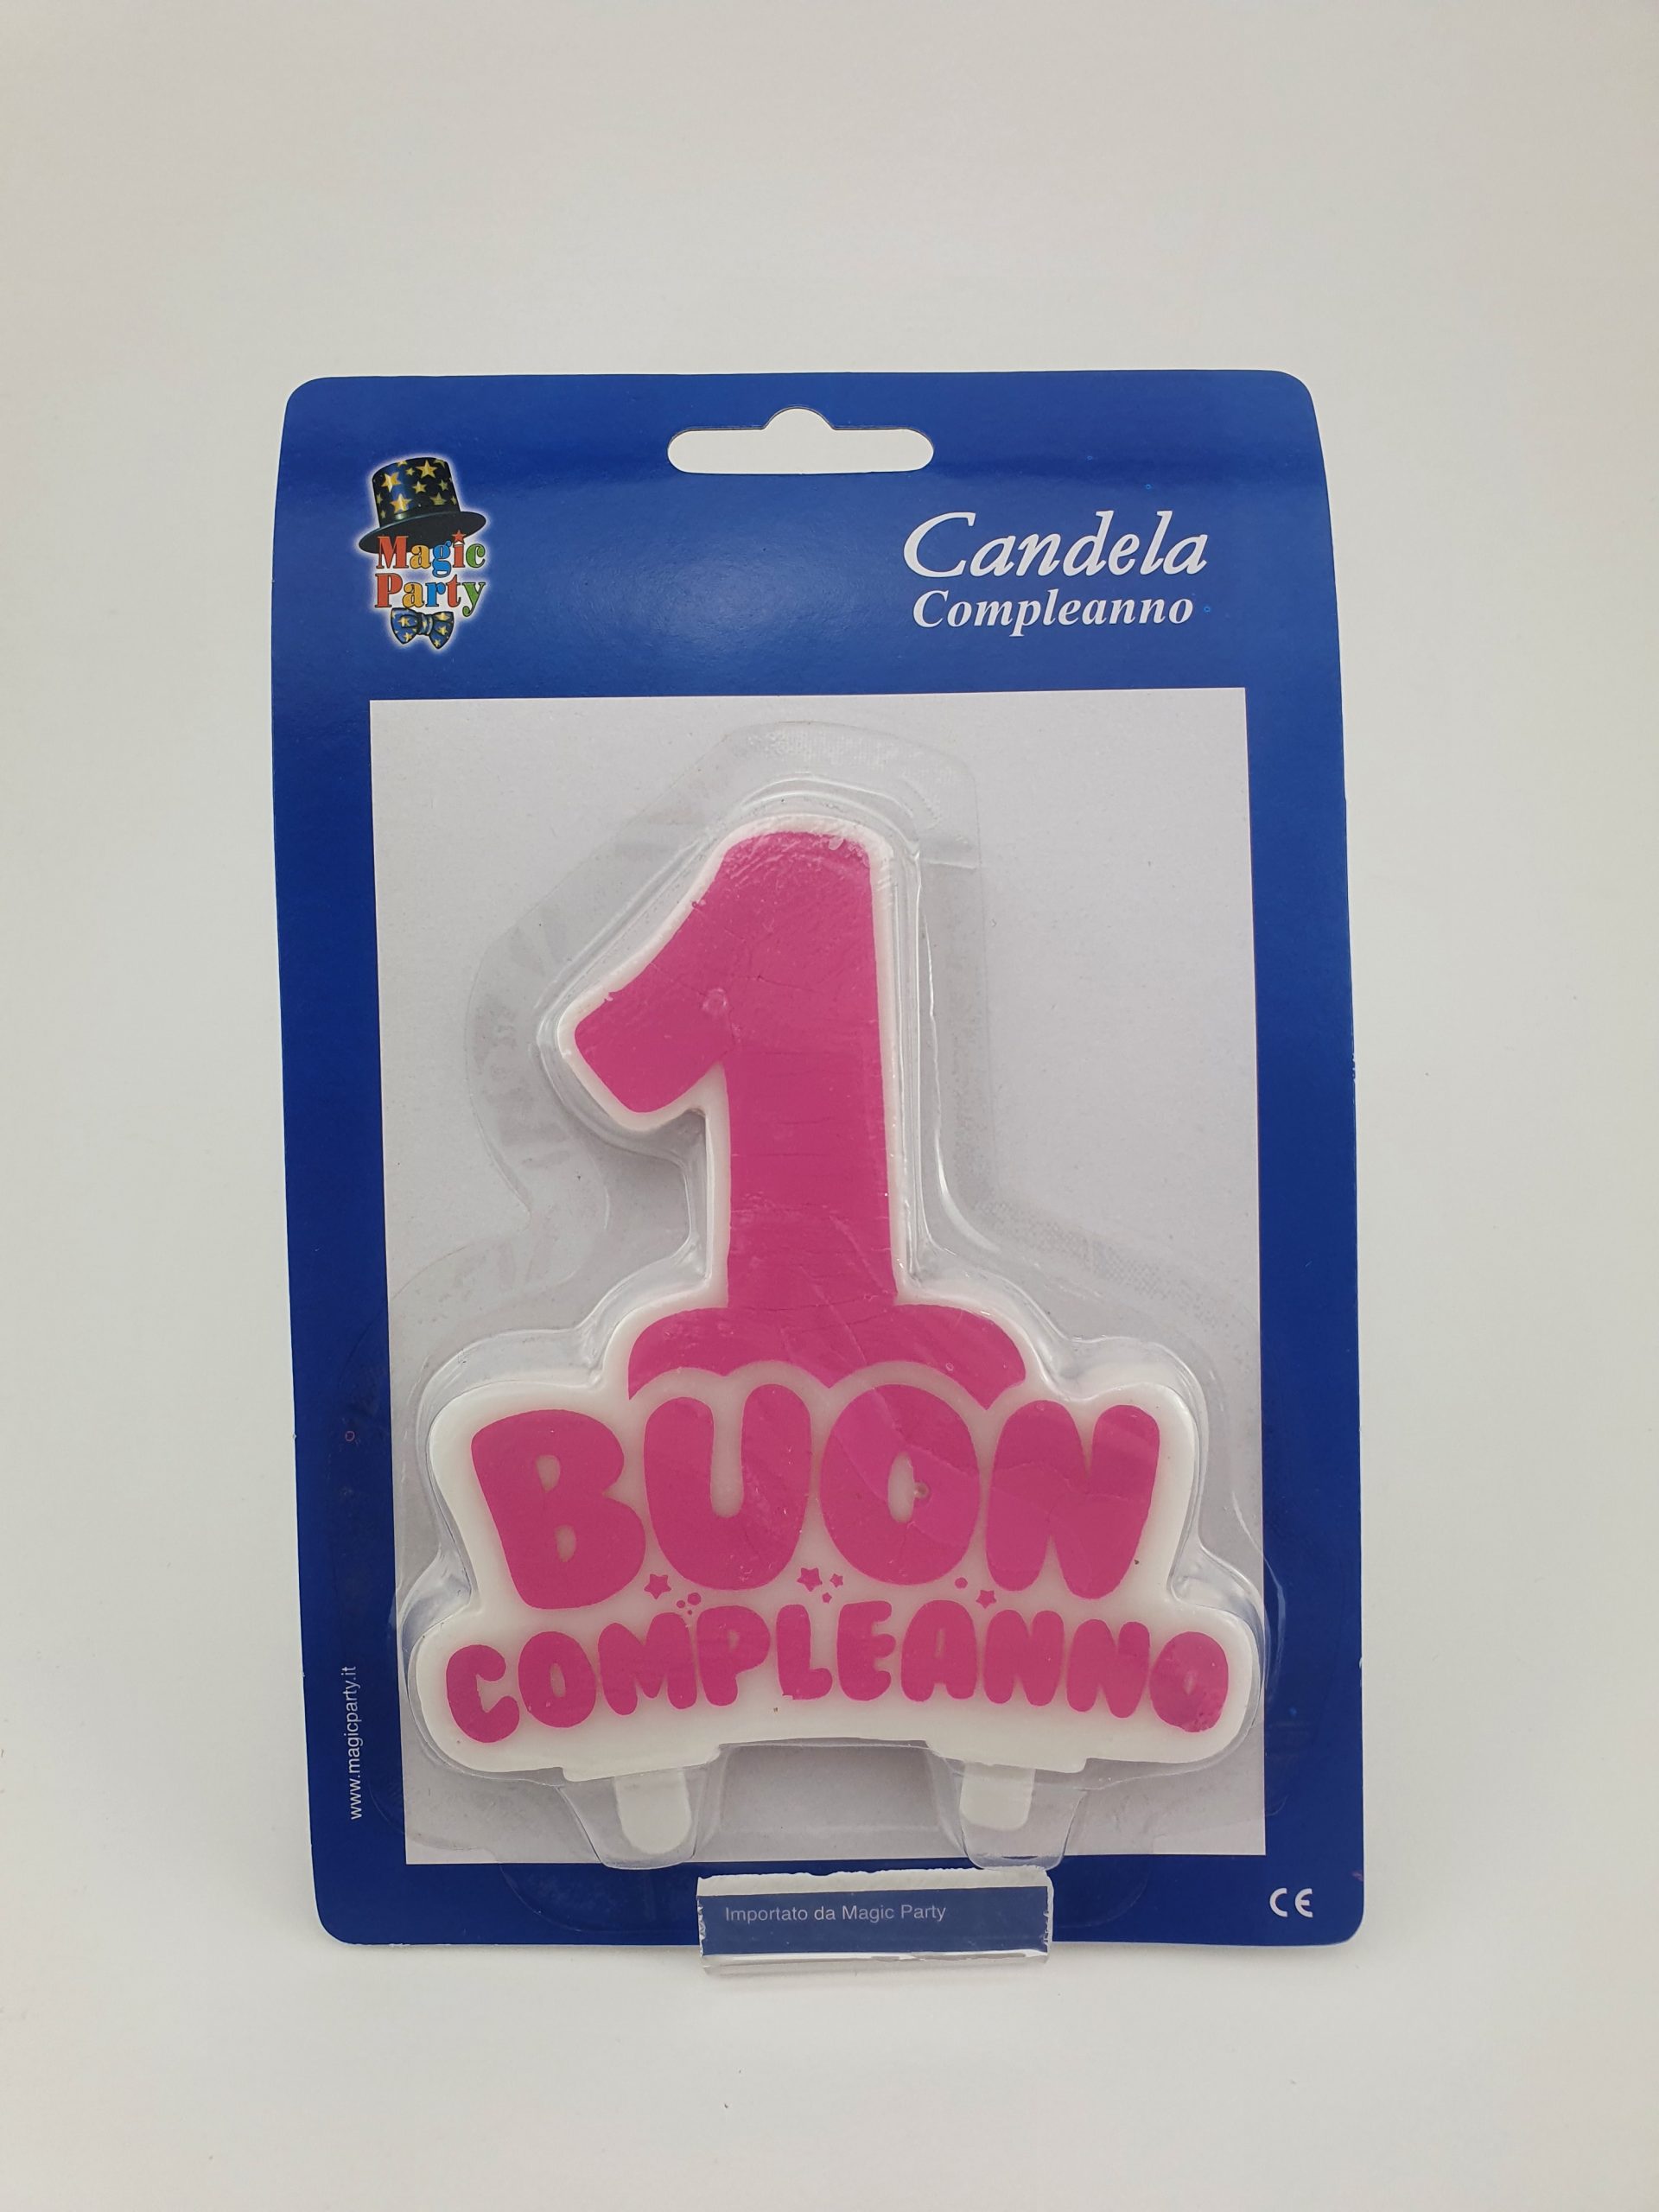 Magic
Party
Candela
Compleanno
1
BUON
COMPLEANNO
www.magicparty.it
Importato da Magic Party
CE